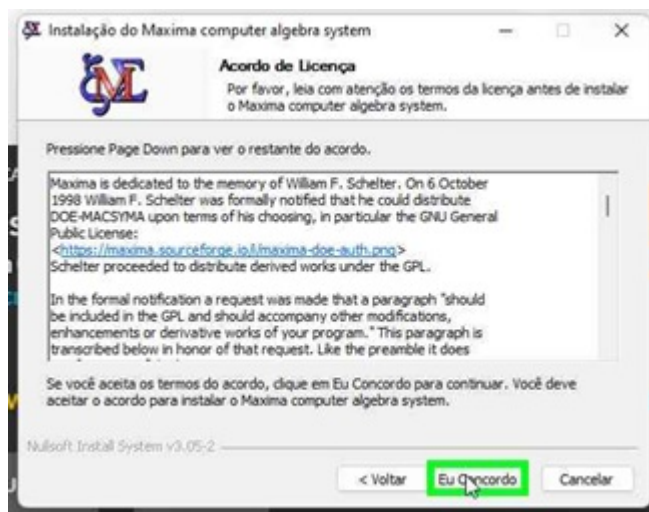 Instalação do Maxima computer algebra system
Acordo de Licença
Por favor, leia com atenção os termos da licença antes de instalar
o Maxima computer algebra system.
Pressione Page Down para ver o restante do acordo.
Maxima is dedicated to the memory of William F. Schelter. On 6 October
1998 William F. Schelter was formally notified that he could distribute
DOE-MACSYMA upon terms of his choosing, in particular the GNU General
Public License:
<https://maxima.sourceforge.io/i/maxima-doe-auth.png>
Schelter proceeded to distribute derived works under the GPL.
In the formal notification a request was made that a paragraph "should
be included in the GPL and should accompany other modifications,
enhancements or derivative works of your program." This paragraph is
transcribed below in honor of that request. Like the preamble it does
Se você aceita os termos do acordo, clique em Eu Concordo para continuar. Você deve
aceitar o acordo para instalar o Maxima computer algebra system.
Nullsoft Install System v3.05-2
< Voltar
Eu Concordo
Cancelar